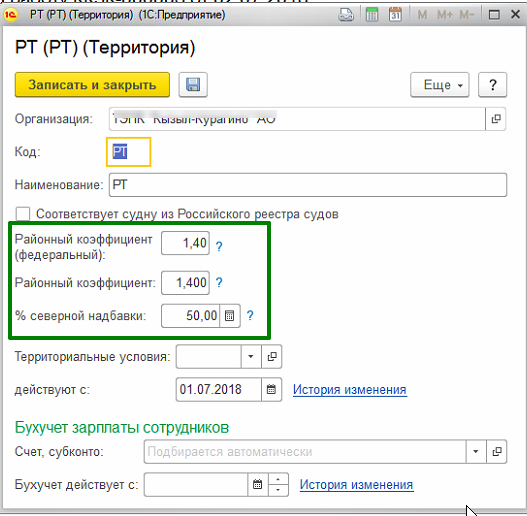 РТ (РТ) (Территория) (1С:Предприятие)
M M+ M-
РТ (РТ) (Территория)
Записать и закрыть
Еще
?
Организация: ТЭПК "Кызыл-Курагино" АО
Код: РТ
Наименование: РТ
Соответствует судну из Российского реестра судов
Районный коэффициент
(федеральный): 1,40 ?
Районный коэффициент: 1,400 ?
% северной надбавки: 50,00 ?
Территориальные условия:
действуют с: 01.07.2018 История изменения
Бухучет зарплаты сотрудников
Счет, субконто: Подбирается автоматически
Бухучет действует с: История изменения